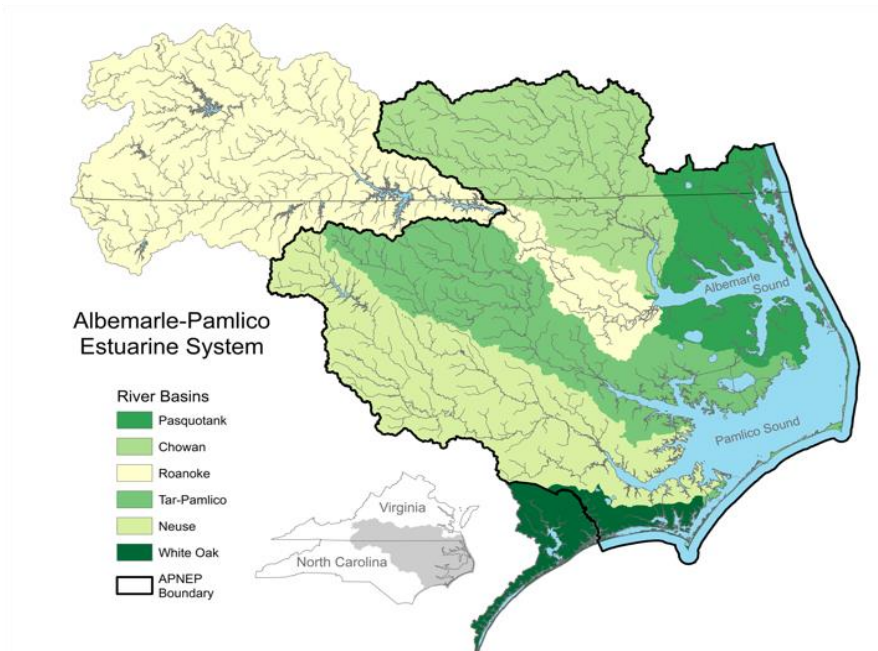 Albemarle-Pamlico
Estuarine System
River Basins
Pasquotank
Chowan
Roanoke
Tar-Pamlico
Neuse
White Oak
APNEP
Boundary
Virginia
North Carolina
Albemarle
Sound
Pamlico Sound